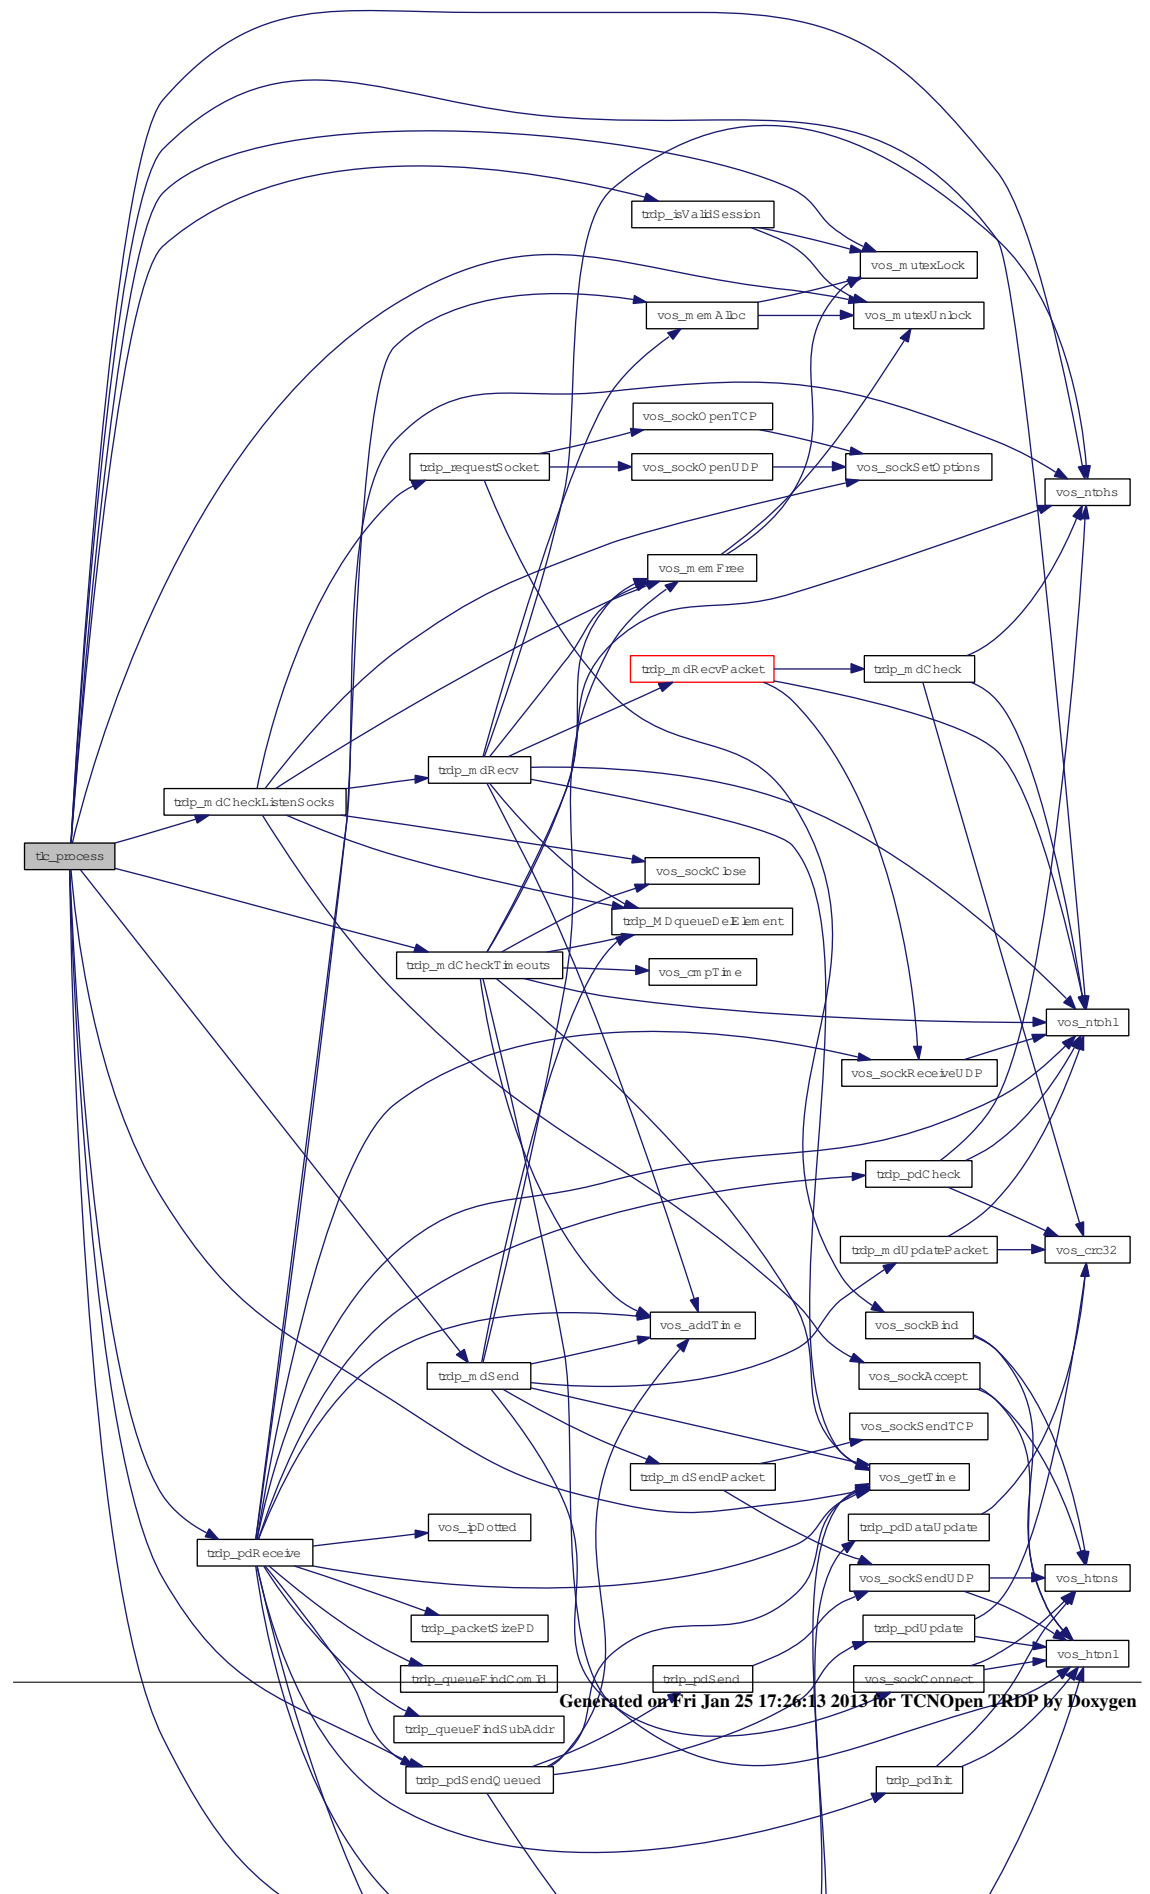 trdp_isValidSession
vos_mutexLock
vos_memAlloc
vos_mutexUnlock
vos_sockOpenTCP
trdp_requestSocket
vos_sockOpenUDP
vos_sockSetOptions
vos_ntohs
vos_memFree
trdp_mdRecvPacket
trdp_mdCheck
trdp_mdRecv
trdp_mdCheckListenSocks
tlc_process
vos_sockClose
trdp_MDqueueDelElement
trdp_mdCheckTimeouts
vos_cmpTime
vos_ntohl
vos_sockReceiveUDP
trdp_pdCheck
trdp_mdUpdatePacket
vos_crc32
vos_addTime
vos_sockBind
trdp_mdSend
vos_sockAccept
vos_sockSendTCP
trdp_mdSendPacket
vos_getTime
vos_ipDotted
trdp_pdDataUpdate
trdp_pdReceive
vos_sockSendUDP
vos_htons
trdp_packetSizePD
trdp_pdUpdate
vos_htonl
trdp_queueFindComId
trdp_pdSend
vos_sockConnect
Generated on Fri Jan 25 17:26:13 2013 for TCNOpen TRDP by Doxygen
trdp_queueFindSubAddr
trdp_pdSendQueued
trdp_pdInit